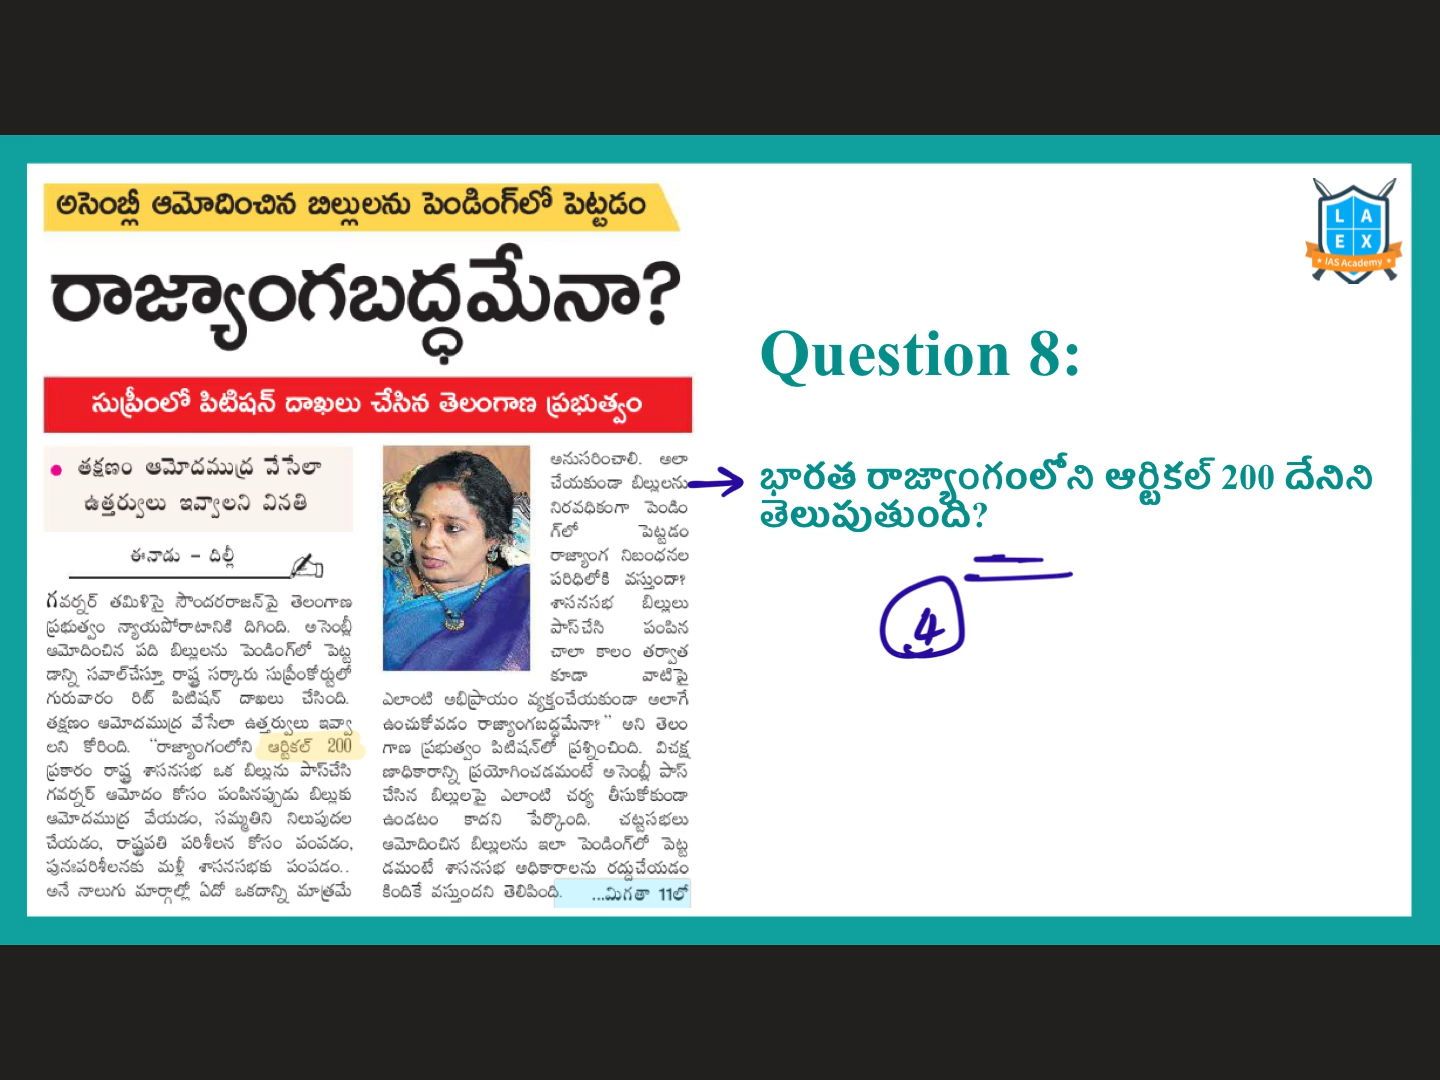 అసెంబ్లీ ఆమోదించిన బిల్లులను పెండింగ్‌లో పెట్టడం
రాజ్యాంగబద్ధమేనా?
సుప్రీంలో పిటిషన్ దాఖలు చేసిన తెలంగాణ ప్రభుత్వం
• తక్షణం ఆమోదముద్ర వేసేలా
ఉత్తర్వులు ఇవ్వాలని వినతి
ఈనాడు - దిల్లీ
గవర్నర్ తమిళిసై సౌందరరాజన్‌పై తెలంగాణ
ప్రభుత్వం న్యాయపోరాటానికి దిగింది. అసెంబ్లీ
ఆమోదించిన పది బిల్లులను పెండింగ్‌లో పెట్ట
డాన్ని సవాల్‌చేస్తూ రాష్ట్ర సర్కారు సుప్రీంకోర్టులో
గురువారం రిట్ పిటిషన్ దాఖలు చేసింది.
తక్షణం ఆమోదముద్ర వేసేలా ఉత్తర్వులు ఇవ్వా
లని కోరింది. “రాజ్యాంగంలోని ఆర్టికల్ 200
ప్రకారం రాష్ట్ర శాసనసభ ఒక బిల్లును పాస్‌చేసి
గవర్నర్ ఆమోదం కోసం పంపినప్పుడు బిల్లుకు
ఆమోదముద్ర వేయడం, సమ్మతిని నిలుపుదల
చేయడం, రాష్ట్రపతి పరిశీలన కోసం పంపడం,
పునఃపరిశీలనకు మళ్లీ శాసనసభకు పంపడం..
అనే నాలుగు మార్గాల్లో ఏదో ఒకదాన్ని మాత్రమే
అనుసరించాలి. అలా
చేయకుండా బిల్లులను
నిరవధికంగా పెండిం
గ్‌లో పెట్టడం
రాజ్యాంగ నిబంధనల
పరిధిలోకి వస్తుందా?
శాసనసభ బిల్లులు
పాస్‌చేసి పంపిన
చాలా కాలం తర్వాత
కూడా వాటిపై
ఎలాంటి అభిప్రాయం వ్యక్తంచేయకుండా అలాగే
ఉంచుకోవడం రాజ్యాంగబద్ధమేనా?” అని తెలం
గాణ ప్రభుత్వం పిటిషన్‌లో ప్రశ్నించింది. విచక్ష
ణాధికారాన్ని ప్రయోగించడమంటే అసెంబ్లీ పాస్
చేసిన బిల్లులపై ఎలాంటి చర్య తీసుకోకుండా
ఉండటం కాదని పేర్కొంది. చట్టసభలు
ఆమోదించిన బిల్లులను ఇలా పెండింగ్‌లో పెట్ట
డమంటే శాసనసభ అధికారాలను రద్దుచేయడం
కిందికే వస్తుందని తెలిపింది. ...మిగతా 11లో
L A
E X
IAS Academy
Question 8:
భారత రాజ్యాంగంలోని ఆర్టికల్ 200 దేనిని
తెలుపుతుంది?
4